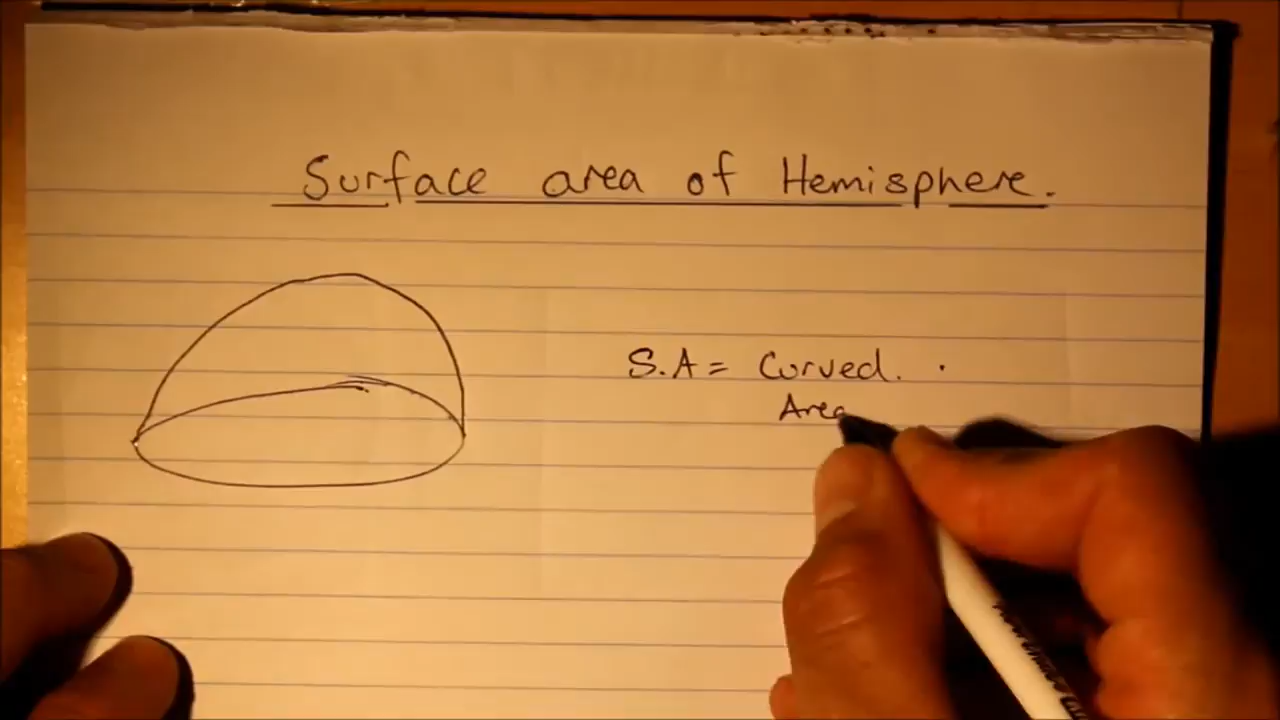 Surface area of Hemisphere.
S.A = Curved. .
Area